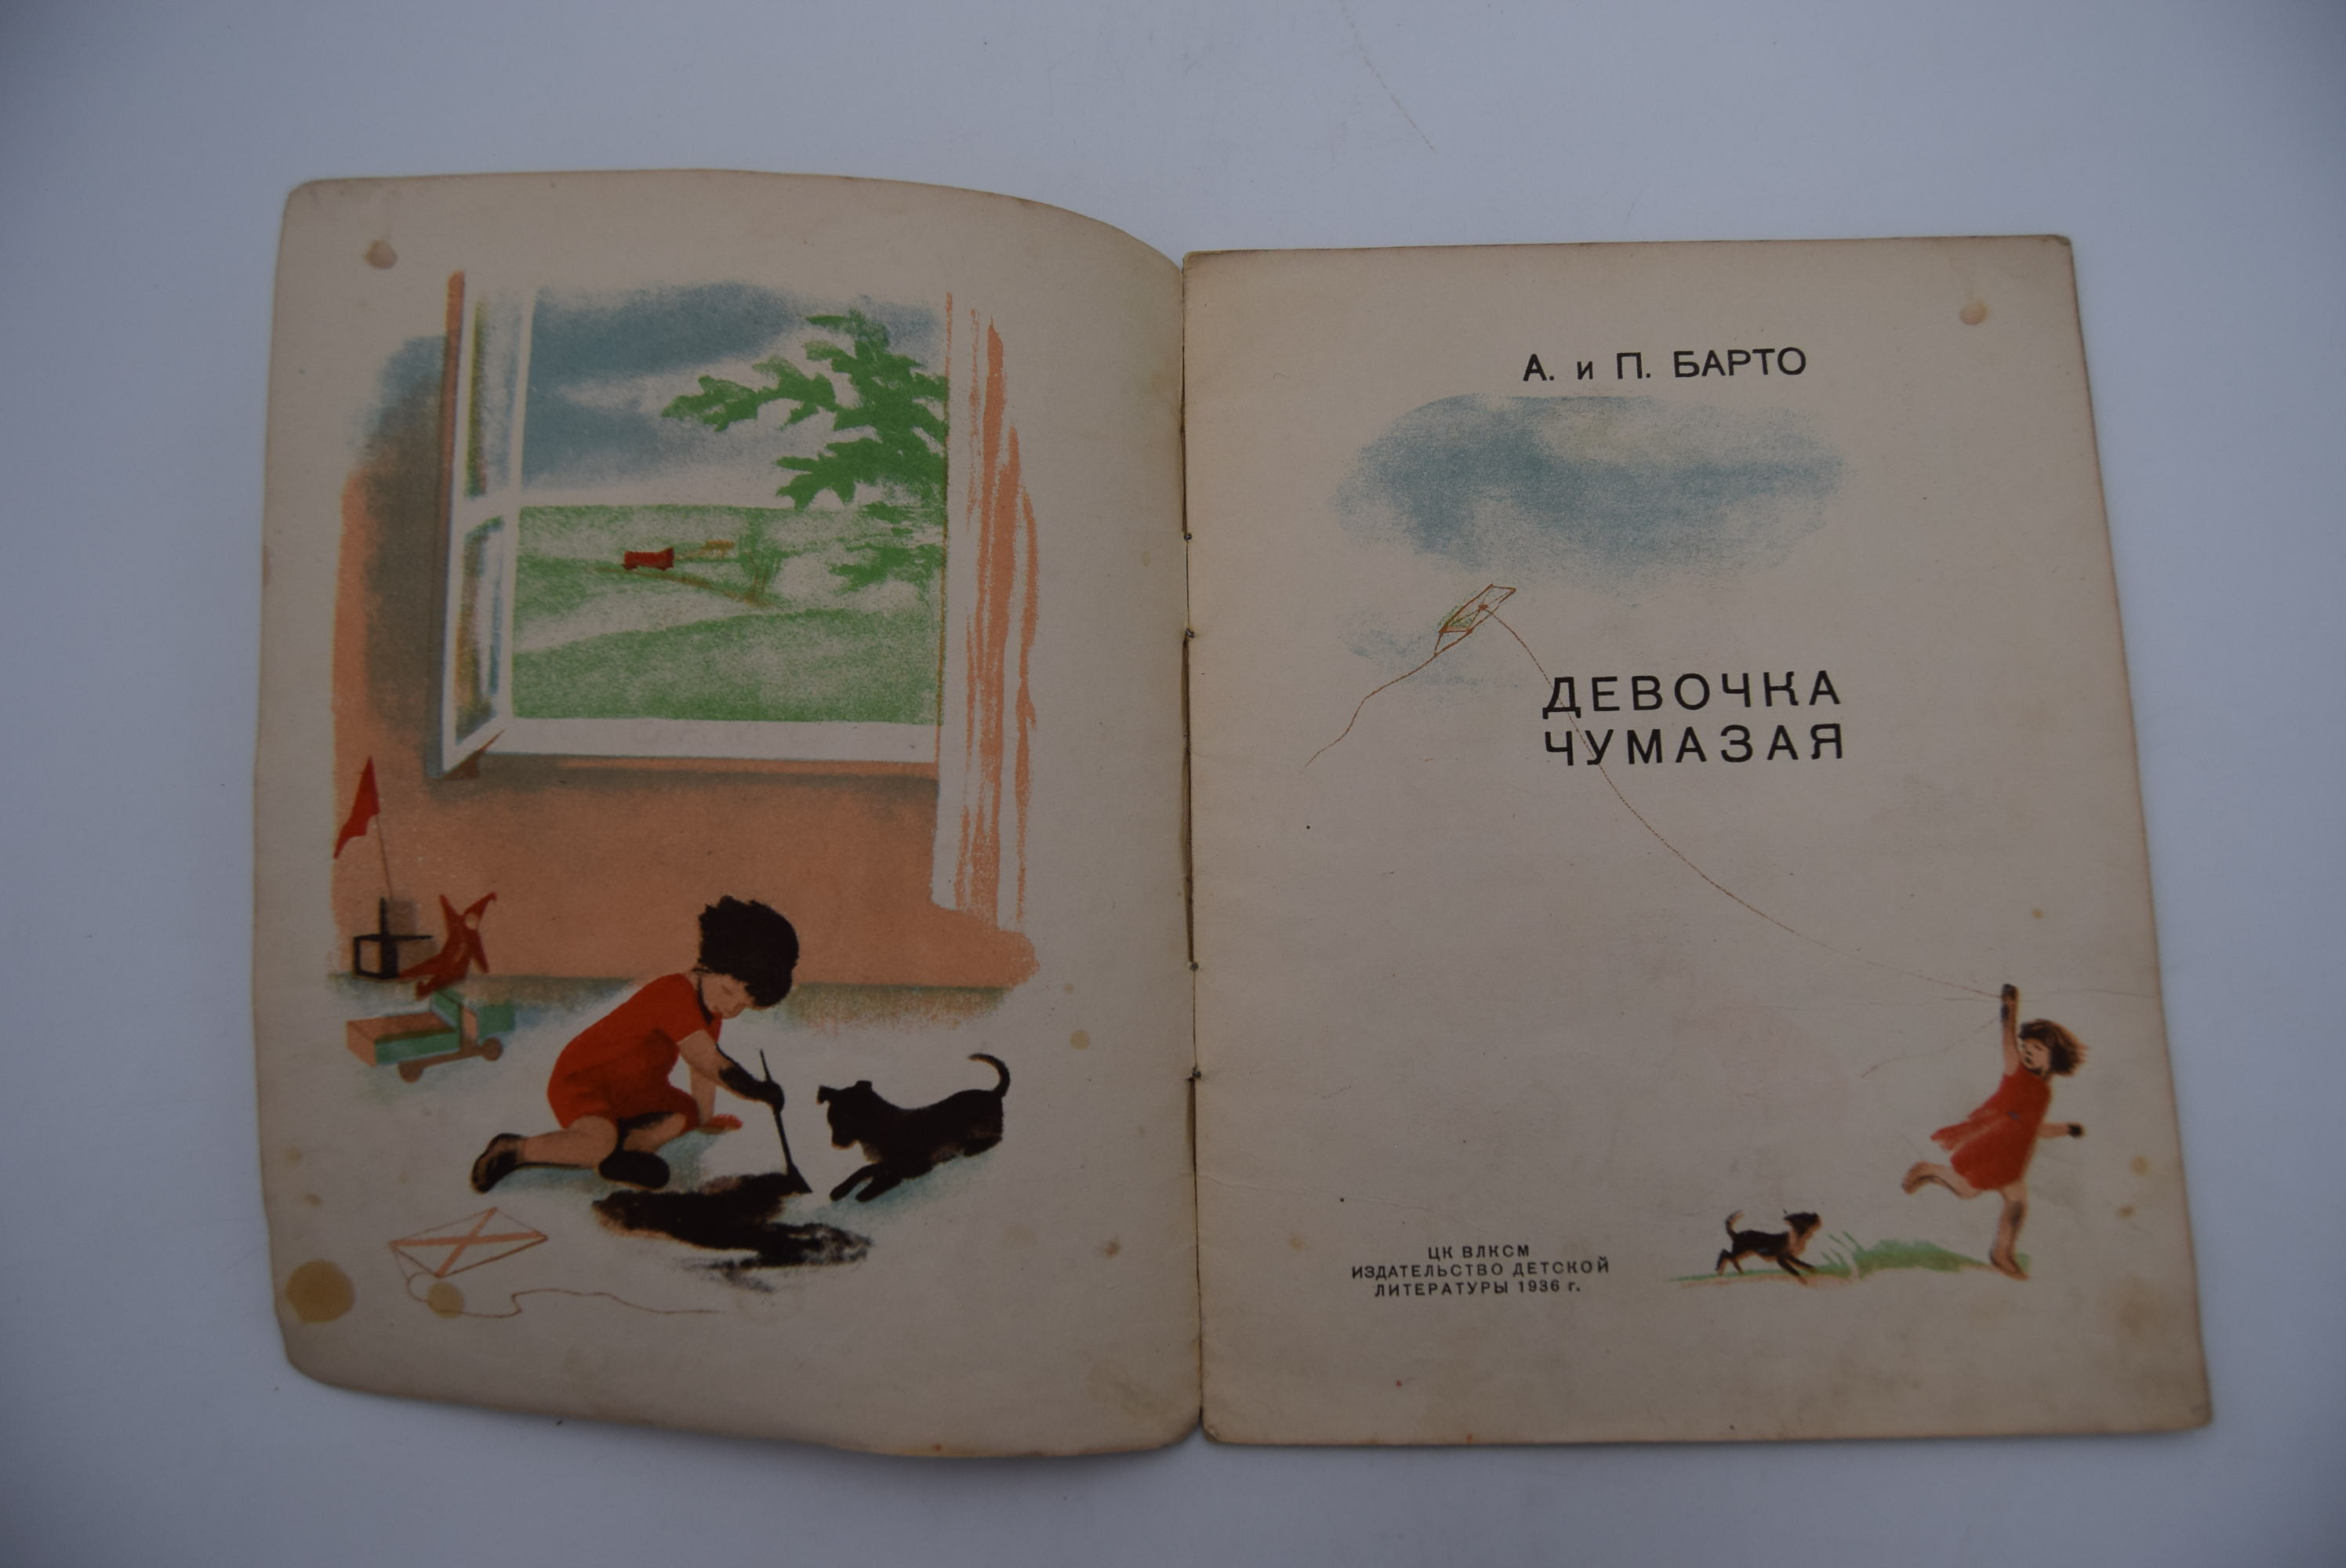 А. и П. БАРТО
ДЕВОЧКА
ЧУМАЗАЯ
ЦК ВЛКСМ
ИЗДАТЕЛЬСТВО ДЕТСКОЙ
ЛИТЕРАТУРЫ 1936 г.